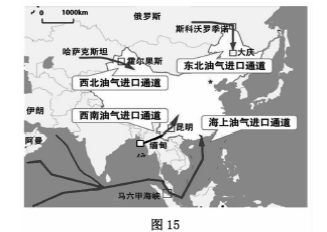 0 1000km
俄罗斯
斯科沃罗季诺
哈萨克斯坦
霍尔果斯
大庆
东北油气进口通道
西北油气进口通道
伊朗
西南油气进口通道
昆明
海上油气进口通道
阿曼
缅甸
马六甲海峡
图 15